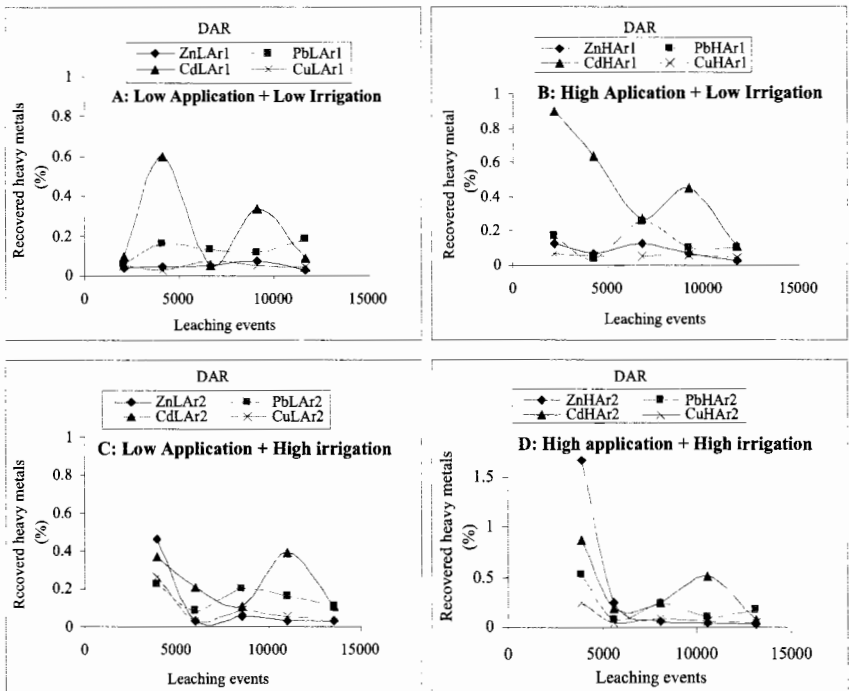 DAR
ZnLAr1 PbLAr1
CdLAr1 CuLAr1
A: Low Application + Low Irrigation
Recovered heavy metals
(%)
1
0.8
0.6
0.4
0.2
0
0 5000 10000 15000
Leaching events
DAR
ZnHAr1 PbHAr1
CdHAr1 CuHAr1
B: High Aplication + Low Irrigation
Recovered heavy metal
(%)
1
0.8
0.6
0.4
0.2
0
0 5000 10000 15000
Leaching events
DAR
ZnLAr2 PbLAr2
CdLAr2 CuLAr2
C: Low Application + High irrigation
Recoverd heavy metals
(%)
1
0.8
0.6
0.4
0.2
0
0 5000 10000 15000
Leaching events
DAR
ZnHAr2 PbHAr2
CdHAr2 CuHAr2
D: High application + High irrigation
Recovered heavy metals
(%)
1.5
1
0.5
0
0 5000 10000 15000
Leaching events